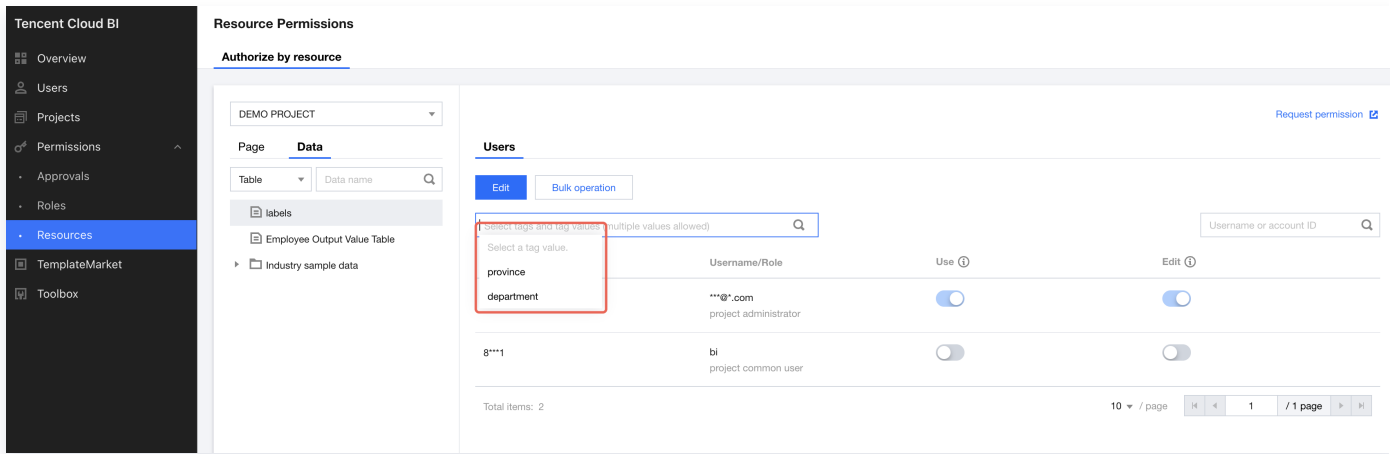 Tencent Cloud BI
Overview
Users
Projects
Permissions
Approvals
Roles
Resources
TemplateMarket
Toolbox
Resource Permissions
Authorize by resource
DEMO PROJECT
Page Data
Table Data name
labels
Employee Output Value Table
Industry sample data
Request permission
Users
Edit Bulk operation
Select tags and tag values (multiple values allowed) Username or account ID
Select a tag value.
province
department
Username/Role Use Edit
***@*.com
project administrator
8***1 bi
project common user
Total items: 2 10 / page 1 / 1 page